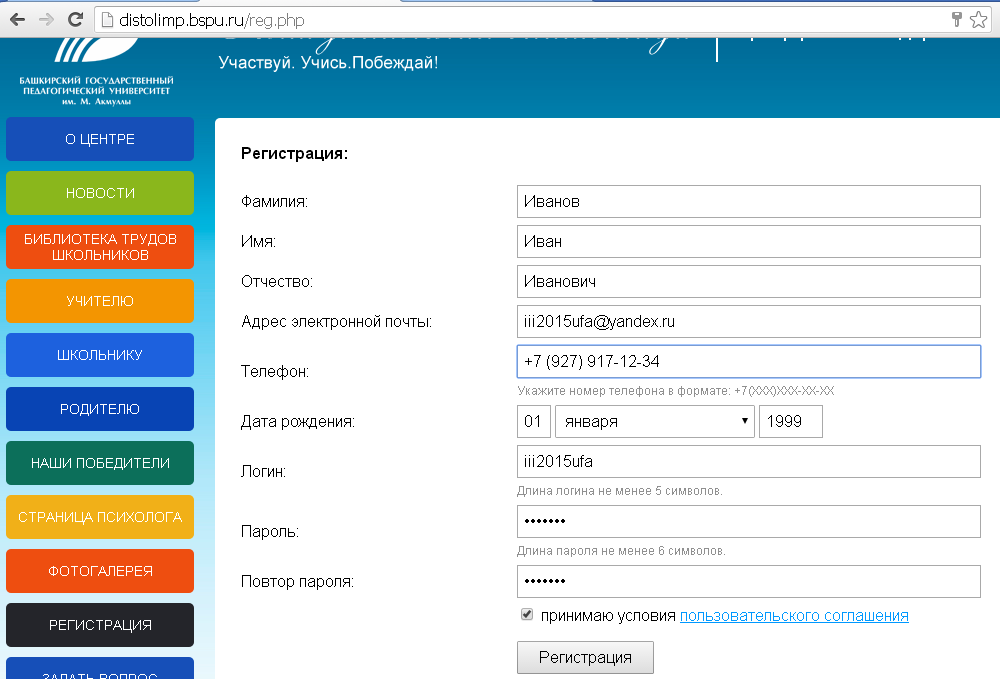 distolimp.bspu.ru/reg.php
Участвуй. Учись.Побеждай!
БАШКИРСКИЙ ГОСУДАРСТВЕННЫЙ
ПЕДАГОГИЧЕСКИЙ УНИВЕРСИТЕТ
им. М. Акмуллы
О ЦЕНТРЕ
НОВОСТИ
БИБЛИОТЕКА ТРУДОВ
ШКОЛЬНИКОВ
УЧИТЕЛЮ
ШКОЛЬНИКУ
РОДИТЕЛЮ
НАШИ ПОБЕДИТЕЛИ
СТРАНИЦА ПСИХОЛОГА
ФОТОГАЛЕРЕЯ
РЕГИСТРАЦИЯ
ЗАДАТЬ ВОПРОС
Регистрация:
Фамилия: Иванов
Имя: Иван
Отчество: Иванович
Адрес электронной почты: iii2015ufa@yandex.ru
Телефон: +7 (927) 917-12-34
Укажите номер телефона в формате: +7(XXX)XXX-XX-XX
Дата рождения: 01 января 1999
Логин: iii2015ufa
Длина логина не менее 5 символов.
Пароль: •••••••
Длина пароля не менее 6 символов.
Повтор пароля: •••••••
принимаю условия пользовательского соглашения
Регистрация